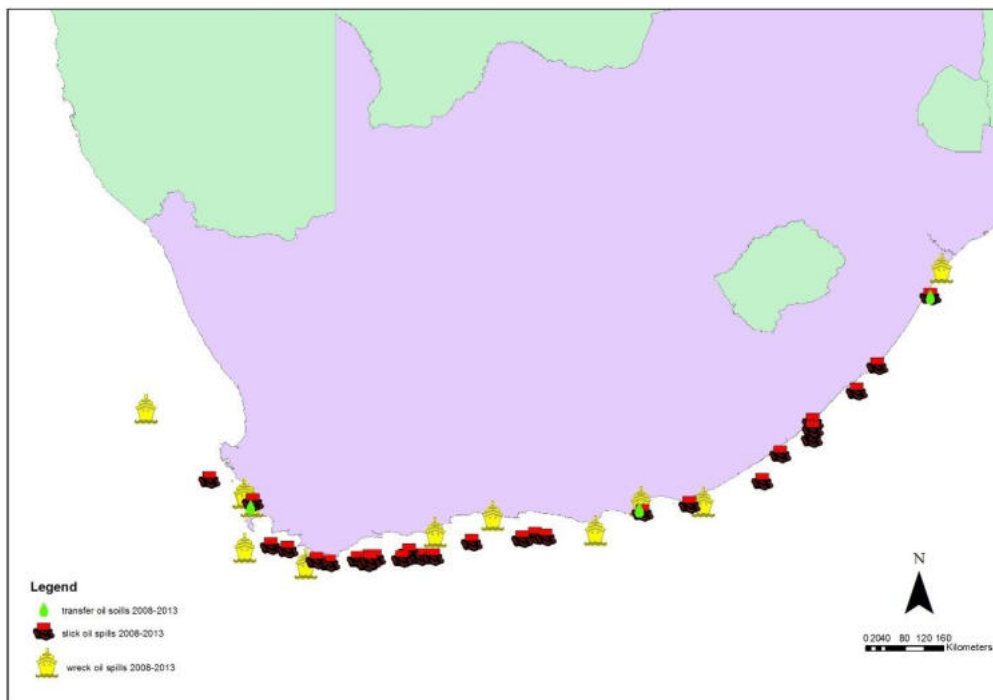 N
Legend
transfer oil soills 2008-2013
slick oil spills 2008-2013
wreck oil spills 2008-2013
0 20 40 80 120 160
Kilometers